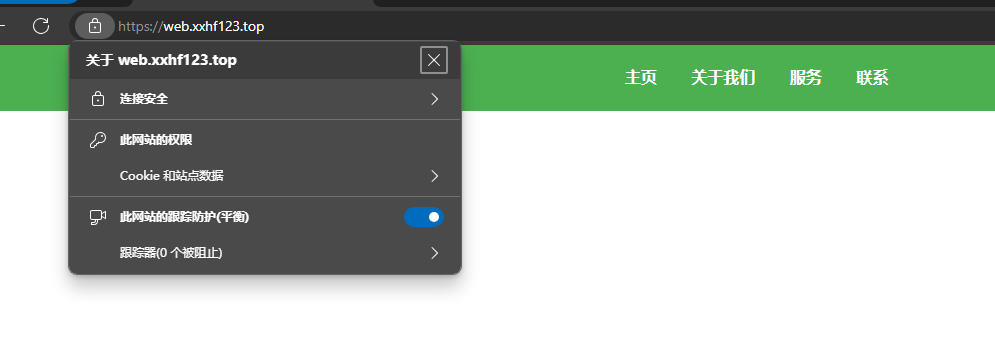 https://web.xxhf123.top
关于 web.xxhf123.top
主页 关于我们 服务 联系
连接安全
此网站的权限
Cookie 和站点数据
此网站的跟踪防护(平衡)
跟踪器(0 个被阻止)